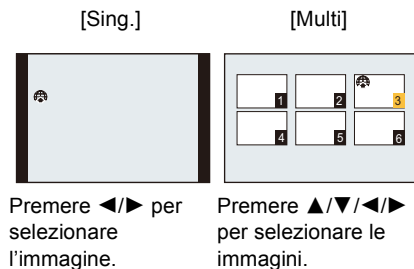 [Sing.]
[Multi]
1
2
3
4
5
6
Premere ◄/► per
selezionare
l'immagine.
Premere ▲/▼/◄/►
per selezionare le
immagini.